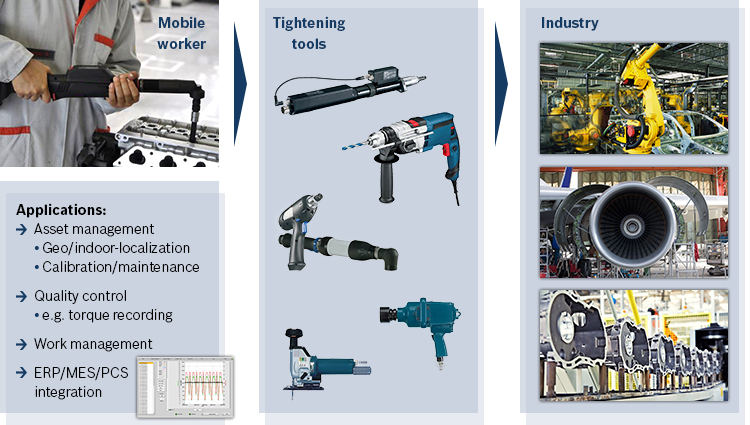 Mobile
worker
Tightening
tools
Industry
Applications:
→ Asset management
• Geo/indoor-localization
• Calibration/maintenance
→ Quality control
• e.g. torque recording
→ Work management
→ ERP/MES/PCS
integration